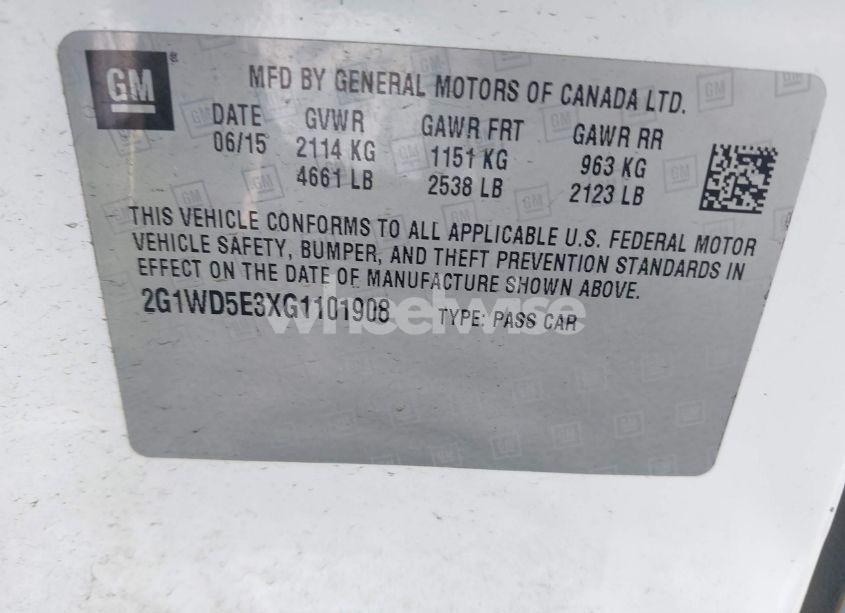 GM
MFD BY GENERAL MOTORS OF CANADA LTD.
DATE GVWR GAWR FRT GAWR RR
06/15 2114 KG 1151 KG 963 KG
4661 LB 2538 LB 2123 LB
THIS VEHICLE CONFORMS TO ALL APPLICABLE U.S. FEDERAL MOTOR
VEHICLE SAFETY, BUMPER, AND THEFT PREVENTION STANDARDS IN
EFFECT ON THE DATE OF MANUFACTURE SHOWN ABOVE.
2G1WD5E3XG1101908 TYPE: PASS CAR
wheelwise